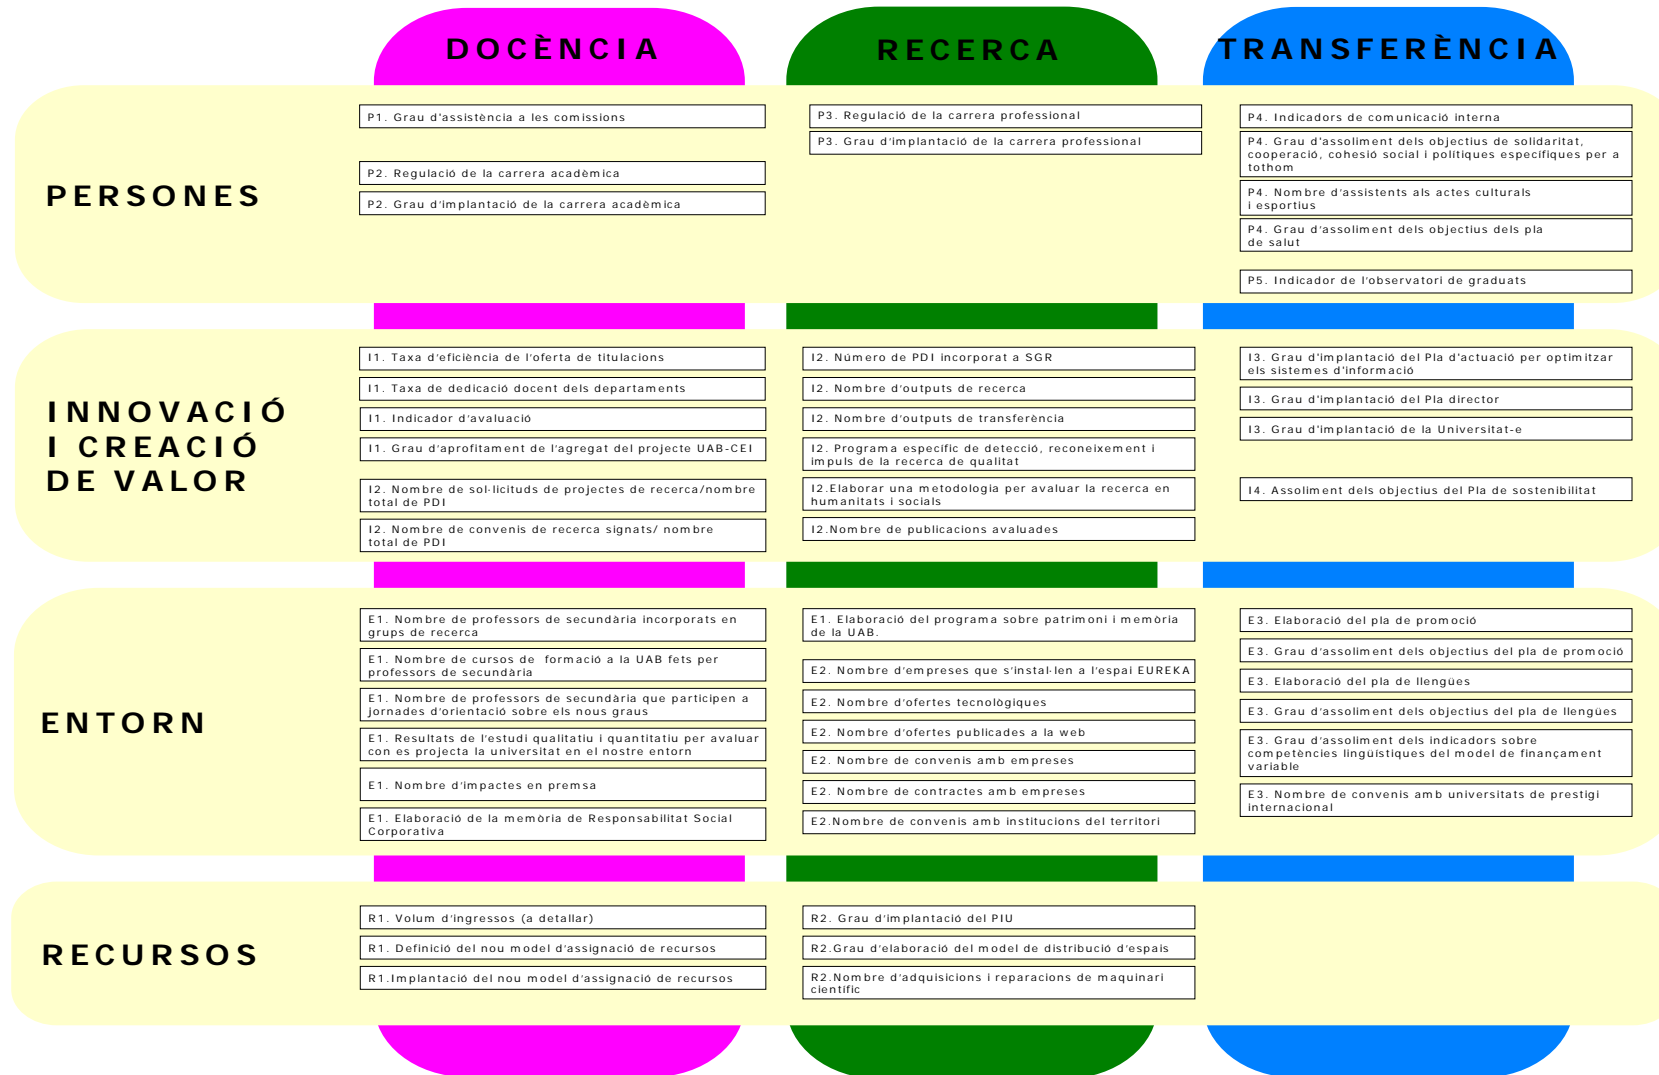 DOCÈNCIA
RECERCA
TRANSFERÈNCIA
PERSONES
P1. Grau d'assistència a les comissions
P2. Regulació de la carrera acadèmica
P2. Grau d'implantació de la carrera acadèmica
P3. Regulació de la carrera professional
P3. Grau d'implantació de la carrera professional
P4. Indicadors de comunicació interna
P4. Grau d'assoliment dels objectius de solidaritat,
cooperació, cohesió social i polítiques específiques per a
tothom
P4. Nombre d'assistents als actes culturals
i esportius
P4. Grau d'assoliment dels objectius dels pla
de salut
P5. Indicador de l'observatori de graduats
INNOVACIÓ
I CREACIÓ
DE VALOR
I1. Taxa d'eficiència de l'oferta de titulacions
I1. Taxa de dedicació docent dels departaments
I1. Indicador d'avaluació
I1. Grau d'aprofitament de l'agregat del projecte UAB-CEI
I2. Nombre de sol·licituds de projectes de recerca/nombre
total de PDI
I2. Nombre de convenis de recerca signats/ nombre
total de PDI
I2. Número de PDI incorporat a SGR
I2. Nombre d'outputs de recerca
I2. Nombre d'outputs de transferència
I2. Programa específic de detecció, reconeixement i
impuls de la recerca de qualitat
I2.Elaborar una metodologia per avaluar la recerca en
humanitats i socials
I2.Nombre de publicacions avaluades
I3. Grau d'implantació del Pla d'actuació per optimitzar
els sistemes d'informació
I3. Grau d'implantació del Pla director
I3. Grau d'implantació de la Universitat-e
I4. Assoliment dels objectius del Pla de sostenibilitat
ENTORN
E1. Nombre de professors de secundària incorporats en
grups de recerca
E1. Nombre de cursos de  formació a la UAB fets per
professors de secundària
E1. Nombre de professors de secundària que participen a
jornades d'orientació sobre els nous graus
E1. Resultats de l'estudi qualitatiu i quantitatiu per avaluar
con es projecta la universitat en el nostre entorn
E1. Nombre d'impactes en premsa
E1. Elaboració de la memòria de Responsabilitat Social
Corporativa
E1. Elaboració del programa sobre patrimoni i memòria
de la UAB.
E2. Nombre d'empreses que s'instal·len a l'espai EUREKA
E2. Nombre d'ofertes tecnològiques
E2. Nombre d'ofertes publicades a la web
E2. Nombre de convenis amb empreses
E2. Nombre de contractes amb empreses
E2.Nombre de convenis amb institucions del territori
E3. Elaboració del pla de promoció
E3. Grau d'assoliment dels objectius del pla de promoció
E3. Elaboració del pla de llengües
E3. Grau d'assoliment dels objectius del pla de llengües
E3. Grau d'assoliment dels indicadors sobre
competències lingüístiques del model de finançament
variable
E3. Nombre de convenis amb universitats de prestigi
internacional
RECURSOS
R1. Volum d'ingressos (a detallar)
R1. Definició del nou model d'assignació de recursos
R1.Implantació del nou model d'assignació de recursos
R2. Grau d'implantació del PIU
R2.Grau d'elaboració del model de distribució d'espais
R2.Nombre d'adquisicions i reparacions de maquinari
científic